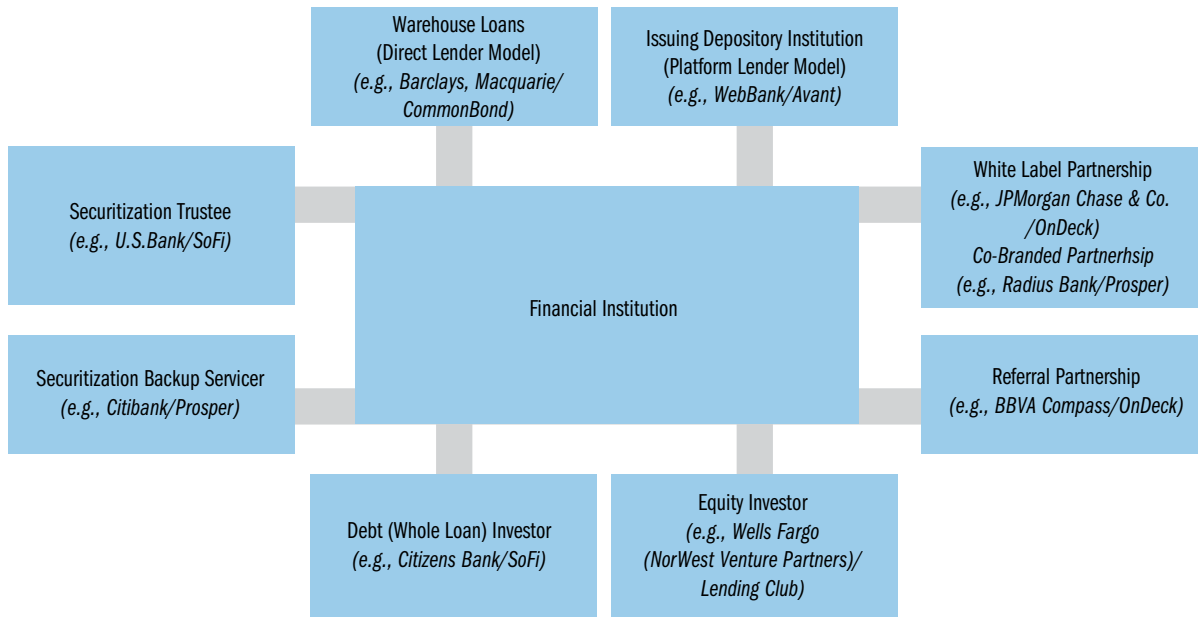 Warehouse Loans
(Direct Lender Model)
(e.g., Barclays, Macquarie/
CommonBond)
Issuing Depository Institution
(Platform Lender Model)
(e.g., WebBank/Avant)
Securitization Trustee
(e.g., U.S.Bank/SoFi)
White Label Partnership
(e.g., JPMorgan Chase & Co.
/OnDeck)
Co-Branded Partnerhsip
(e.g., Radius Bank/Prosper)
Financial Institution
Securitization Backup Servicer
(e.g., Citibank/Prosper)
Referral Partnership
(e.g., BBVA Compass/OnDeck)
Debt (Whole Loan) Investor
(e.g., Citizens Bank/SoFi)
Equity Investor
(e.g., Wells Fargo
(NorWest Venture Partners)/
Lending Club)